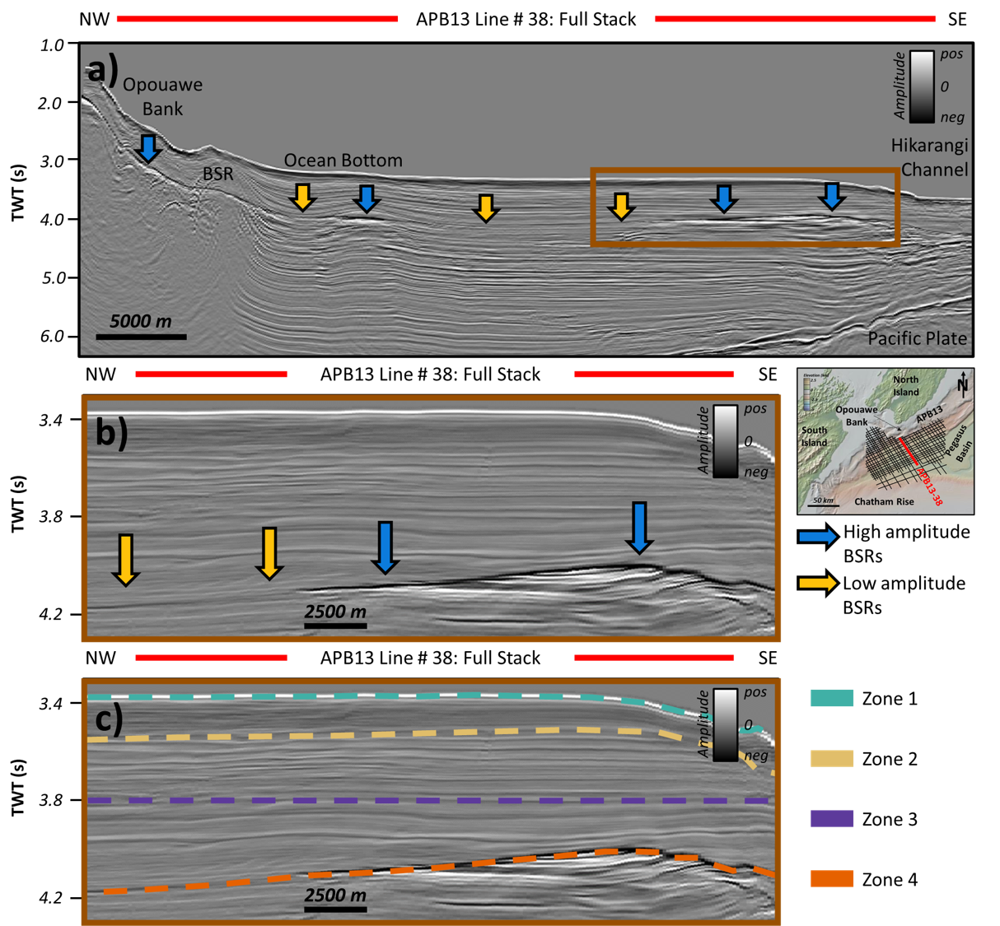 NW APB13 Line # 38: Full Stack SE
a)
1.0
2.0
3.0
4.0
5.0
6.0
TWT (s)
Opouawe
Bank
BSR
Ocean Bottom
Amplitude
pos
0
neg
Hikarangi
Channel
5000 m
Pacific Plate
NW APB13 Line # 38: Full Stack SE
b)
3.4
3.8
4.2
TWT (s)
Amplitude
pos
0
neg
2500 m
Elevation (km)
2.5
North
Island
N
Opouawe
Bank
APB13
South
Island
Pegasus
Basin
APB13-38
50 km
Chatham Rise
High amplitude
BSRs
Low amplitude
BSRs
NW APB13 Line # 38: Full Stack SE
c)
3.4
3.8
4.2
TWT (s)
Amplitude
pos
0
neg
2500 m
Zone 1
Zone 2
Zone 3
Zone 4